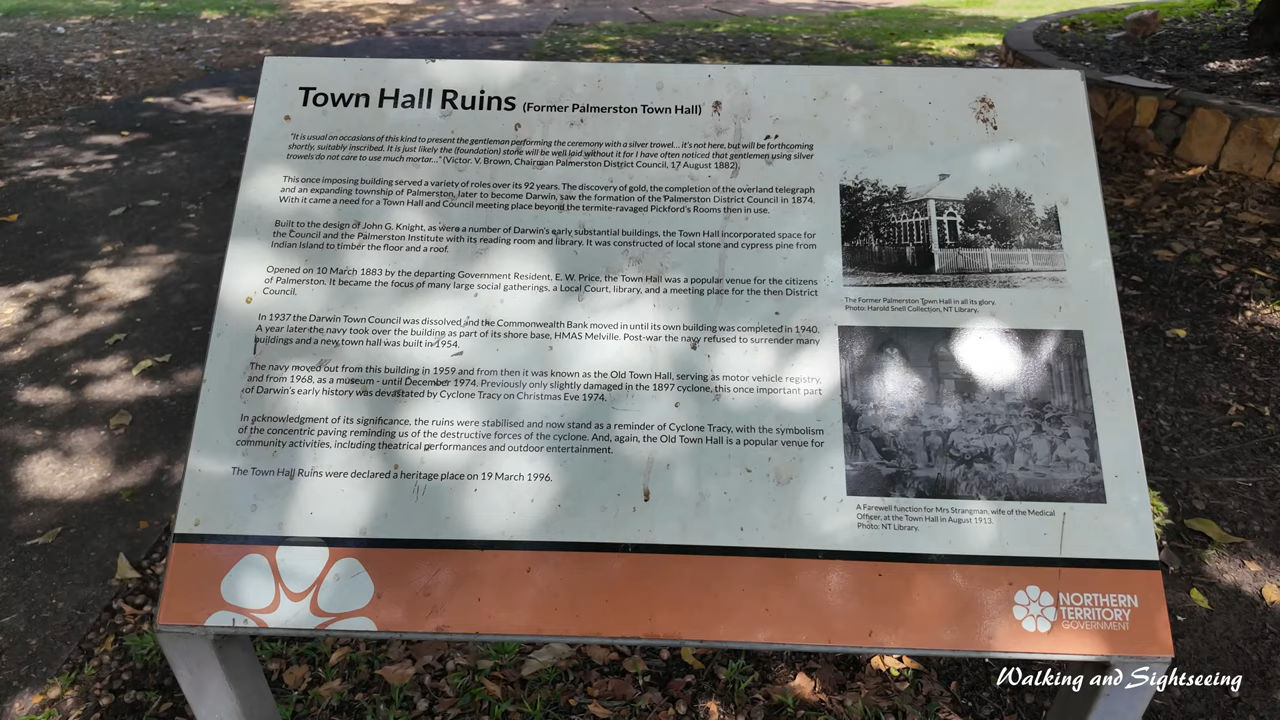 Town Hall Ruins (Former Palmerston Town Hall)
"It is usual on occasions of this kind to present the gentleman performing the ceremony with a silver trowel... it's not here, but will be forthcoming
shortly, suitably inscribed. It is just likely the (foundation) stone will be well laid without it for I have often noticed that gentlemen using silver
trowels do not care to use much mortar..." (Victor. V. Brown, Chairman Palmerston District Council, 17 August 1882).
This once imposing building served a variety of roles over its 92 years. The discovery of gold, the completion of the overland telegraph
and an expanding township of Palmerston, later to become Darwin, saw the formation of the Palmerston District Council in 1874.
With it came a need for a Town Hall and Council meeting place beyond the termite-ravaged Pickford's Rooms then in use.
Built to the design of John G. Knight, as were a number of Darwin's early substantial buildings, the Town Hall incorporated space for
the Council and the Palmerston Institute with its reading room and library. It was constructed of local stone and cypress pine from
Indian Island to timber the floor and a roof.
Opened on 10 March 1883 by the departing Government Resident, E. W. Price, the Town Hall was a popular venue for the citizens
of Palmerston. It became the focus of many large social gatherings, a Local Court, library, and a meeting place for the then District
Council.
In 1937 the Darwin Town Council was dissolved and the Commonwealth Bank moved in until its own building was completed in 1940.
A year later the navy took over the building as part of its shore base, HMAS Melville. Post-war the navy refused to surrender many
buildings and a new town hall was built in 1954.
The navy moved out from this building in 1959 and from then it was known as the Old Town Hall, serving as motor vehicle registry,
and from 1968, as a museum - until December 1974. Previously only slightly damaged in the 1897 cyclone, this once important part
of Darwin's early history was devastated by Cyclone Tracy on Christmas Eve 1974.
In acknowledgment of its significance, the ruins were stabilised and now stand as a reminder of Cyclone Tracy, with the symbolism
of the concentric paving reminding us of the destructive forces of the cyclone. And, again, the Old Town Hall is a popular venue for
community activities, including theatrical performances and outdoor entertainment.
The Town Hall Ruins were declared a heritage place on 19 March 1996.
The Former Palmerston Town Hall in all its glory.
Photo: Harold Snell Collection, NT Library.
A Farewell function for Mrs Strangman, wife of the Medical
Officer, at the Town Hall in August 1913.
Photo: NT Library.
NORTHERN
TERRITORY
GOVERNMENT
Walking and Sightseeing